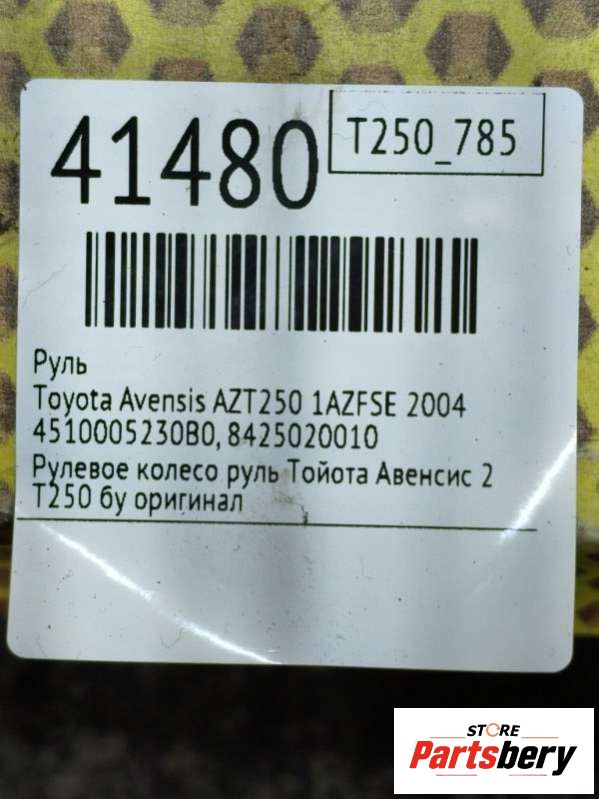 41480
T250_785
Руль
Toyota Avensis AZT250 1AZFSE 2004
4510005230B0, 8425020010
Рулевое колесо руль Тойота Авенсис 2
T250 бу оригинал
STORE
Partsbery